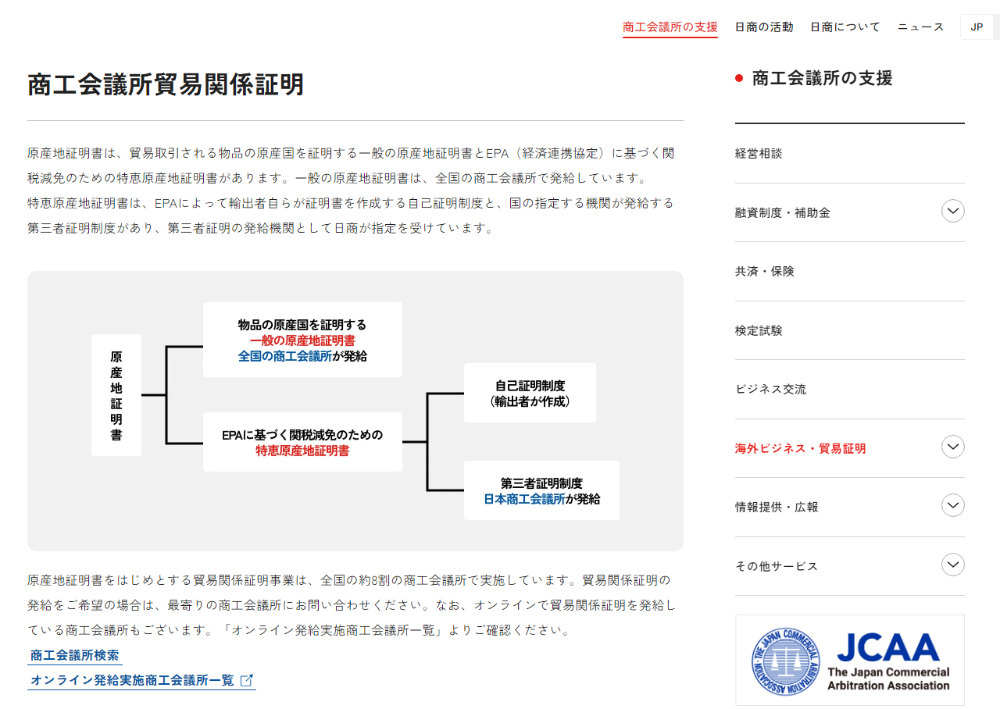 商工会議所の支援 日商の活動 日商について ニュース JP
商工会議所貿易関係証明
原産地証明書は、貿易取引される物品の原産国を証明する一般の原産地証明書とEPA（経済連携協定）に基づく関
税減免のための特恵原産地証明書があります。一般の原産地証明書は、全国の商工会議所で発給しています。
特恵原産地証明書は、EPAによって輸出者自らが証明書を作成する自己証明制度と、国の指定する機関が発給する
第三者証明制度があり、第三者証明の発給機関として日商が指定を受けています。
原産地証明書
物品の原産国を証明する
一般の原産地証明書
全国の商工会議所が発給
EPAに基づく関税減免のための
特恵原産地証明書
自己証明制度
（輸出者が作成）
第三者証明制度
日本商工会議所が発給
原産地証明書をはじめとする貿易関係証明事業は、全国の約8割の商工会議所で実施しています。貿易関係証明の
発給をご希望の場合は、最寄りの商工会議所にお問い合わせください。なお、オンラインで貿易関係証明を発給し
ている商工会議所もございます。「オンライン発給実施商工会議所一覧」よりご確認ください。
商工会議所検索
オンライン発給実施商工会議所一覧
商工会議所の支援
経営相談
融資制度・補助金
共済・保険
検定試験
ビジネス交流
海外ビジネス・貿易証明
情報提供・広報
その他サービス
THE JAPAN COMMERCIAL ARBITRATION ASSOCIATION
JCAA
The Japan Commercial
Arbitration Association